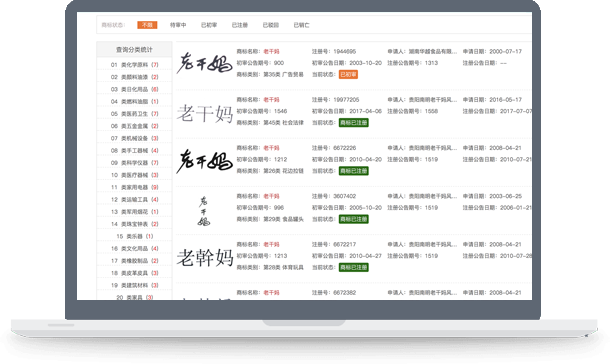 商标状态： 不限 待审中 已初审 已注册 已驳回 已销亡
查询分类统计
01 类化学原料 (7)
02 类颜料油漆 (2)
03 类日化用品 (6)
04 类燃料油脂 (1)
05 类医药卫生 (7)
06 类五金金属 (2)
07 类机械设备 (3)
08 类手工器械 (4)
09 类科学仪器 (7)
10 类医疗器械 (3)
11 类家用电器 (9)
12 类运输工具 (4)
13 类军用烟花 (1)
14 类珠宝钟表 (2)
15 类乐器 (1)
16 类文化用品 (4)
17 类橡胶制品 (2)
18 类皮革皮具 (3)
19 类建筑材料 (3)
20 类家具 (3)
老干妈
商标名称： 老干妈 注册号：1944695 申请人：湖南华越食品有限... 申请日期：2000-07-17
初审公告期号：900 初审公告日期：2003-10-20 注册公告期号：1313 注册公告日期：--
商标类别：第35类 广告贸易 当前状态： 已初审
老干妈
商标名称： 老干妈 注册号：19977205 申请人：贵阳南明老干妈风... 申请日期：2016-05-17
初审公告期号：1546 初审公告日期：2017-04-06 注册公告期号：1558 注册公告日期：2017-07-07
商标类别：第45类 社会法律 当前状态： 商标已注册
老干妈
商标名称： 老干妈 注册号：6672226 申请人：贵阳南明老干妈风... 申请日期：2008-04-21
初审公告期号：1212 初审公告日期：2010-04-20 注册公告期号：1519 注册公告日期：2010-07-21
商标类别：第26类 花边拉链 当前状态： 商标已注册
老干妈
商标名称： 老干妈 注册号：3607402 申请人：贵阳南明老干妈风... 申请日期：2003-06-25
初审公告期号：996 初审公告日期：2005-10-20 注册公告期号：1519 注册公告日期：2006-01-21
商标类别：第29类 食品罐头 当前状态： 商标已注册
老幹妈
商标名称： 老干妈 注册号：6672217 申请人：贵阳南明老干妈风... 申请日期：2008-04-21
初审公告期号：1213 初审公告日期：2010-04-27 注册公告期号：1519 注册公告日期：2010-07-28
商标类别：第28类 体育玩具 当前状态： 商标已注册
商标名称： 老干妈 注册号：6672382 申请人：贵阳南明老干妈风... 申请日期：2008-04-21